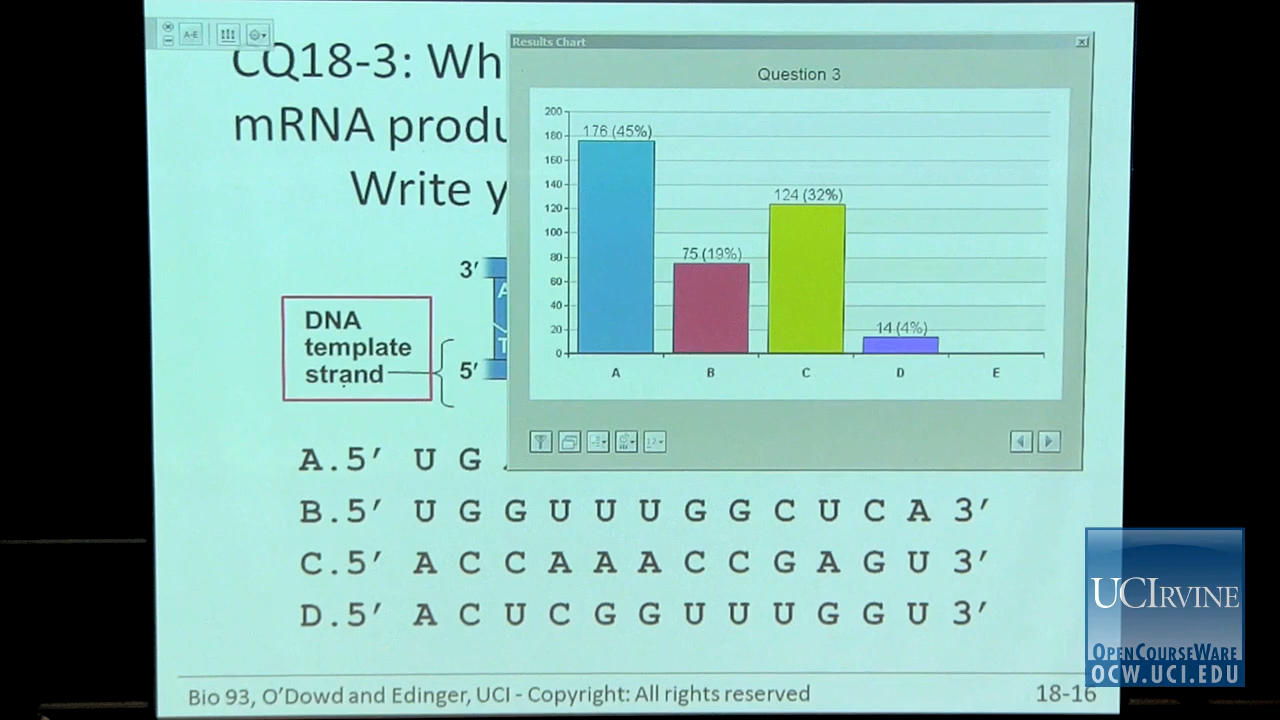 A-E
CQ18-3: Wh
mRNA produ
Write y
Results Chart
Question 3
200
180
160
140
120
100
80
60
40
20
0
176 (45%)
75 (19%)
124 (32%)
14 (4%)
A B C D E
3′
A
T
5′
DNA
template
strand
A. 5′ U G
B. 5′ U G G U U U G G C U C A 3′
C. 5′ A C C A A A C C G A G U 3′
D. 5′ A C U C G G U U U G G U 3′
Bio 93, O'Dowd and Edinger, UCI - Copyright: All rights reserved
18-16
UCIRVINE
OPENCOURSEWARE
OCW.UCI.EDU